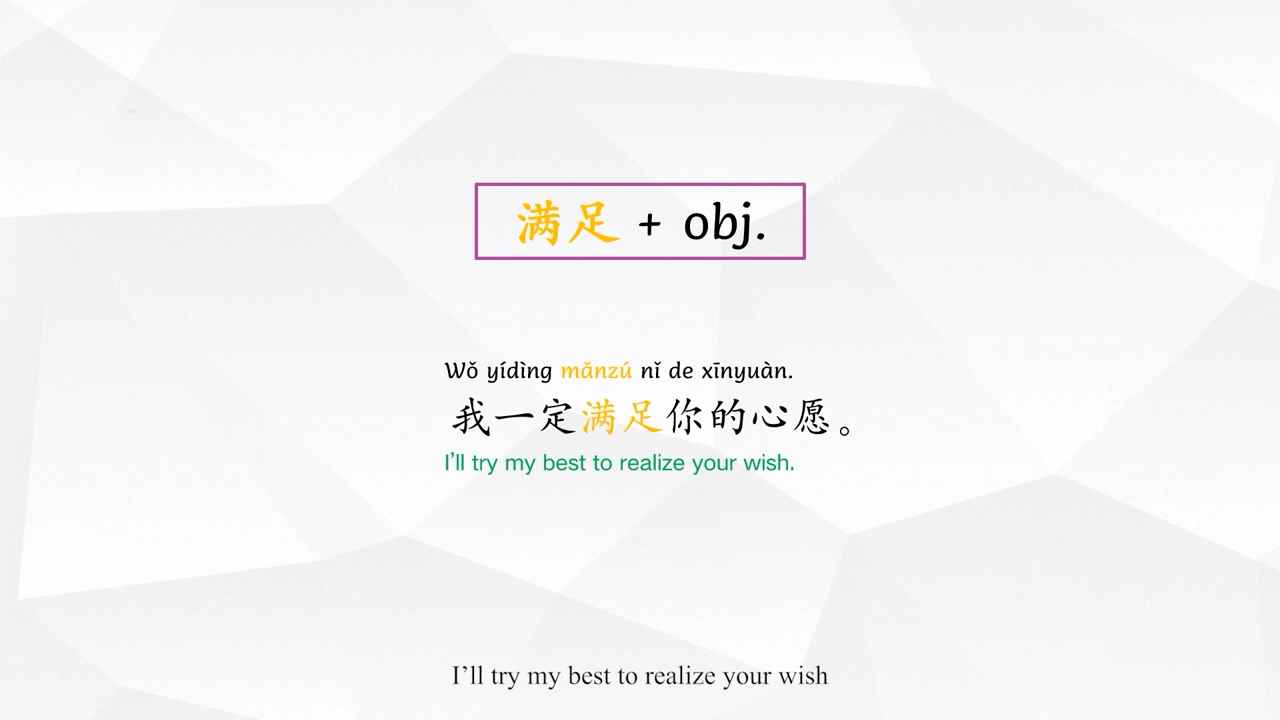 满足 + obj.
Wǒ yídìng mǎnzú nǐ de xīnyuàn.
我一定满足你的心愿。
I'll try my best to realize your wish.
I’ll try my best to realize your wish